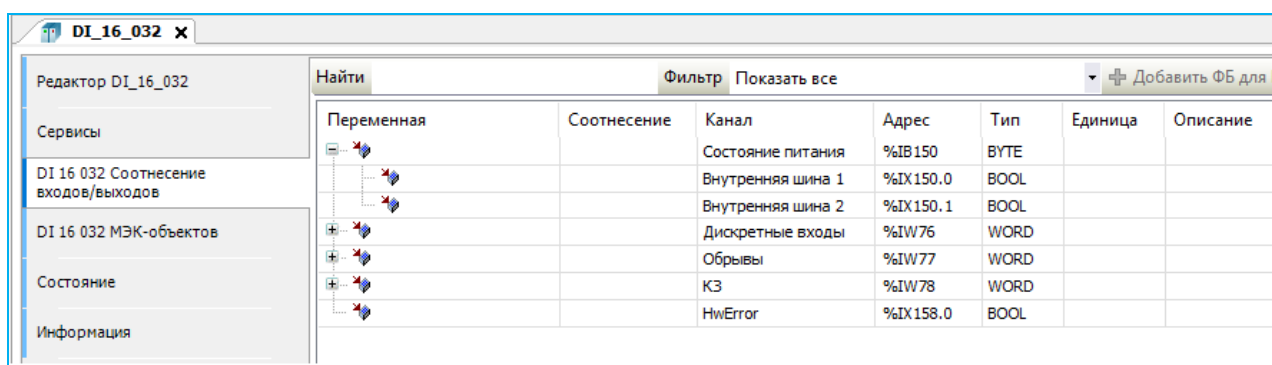 DI_16_032 X
Редактор DI_16_032
Сервисы
DI 16 032 Соотнесение
входов/выходов
DI 16 032 МЭК-объектов
Состояние
Информация
Найти Фильтр Показать все Добавить ФБ для
Переменная Соотнесение Канал Адрес Тип Единица Описание
Состояние питания %IB150 BYTE
Внутренняя шина 1 %IX150.0 BOOL
Внутренняя шина 2 %IX150.1 BOOL
Дискретные входы %IW76 WORD
Обрывы %IW77 WORD
КЗ %IW78 WORD
HwError %IX158.0 BOOL